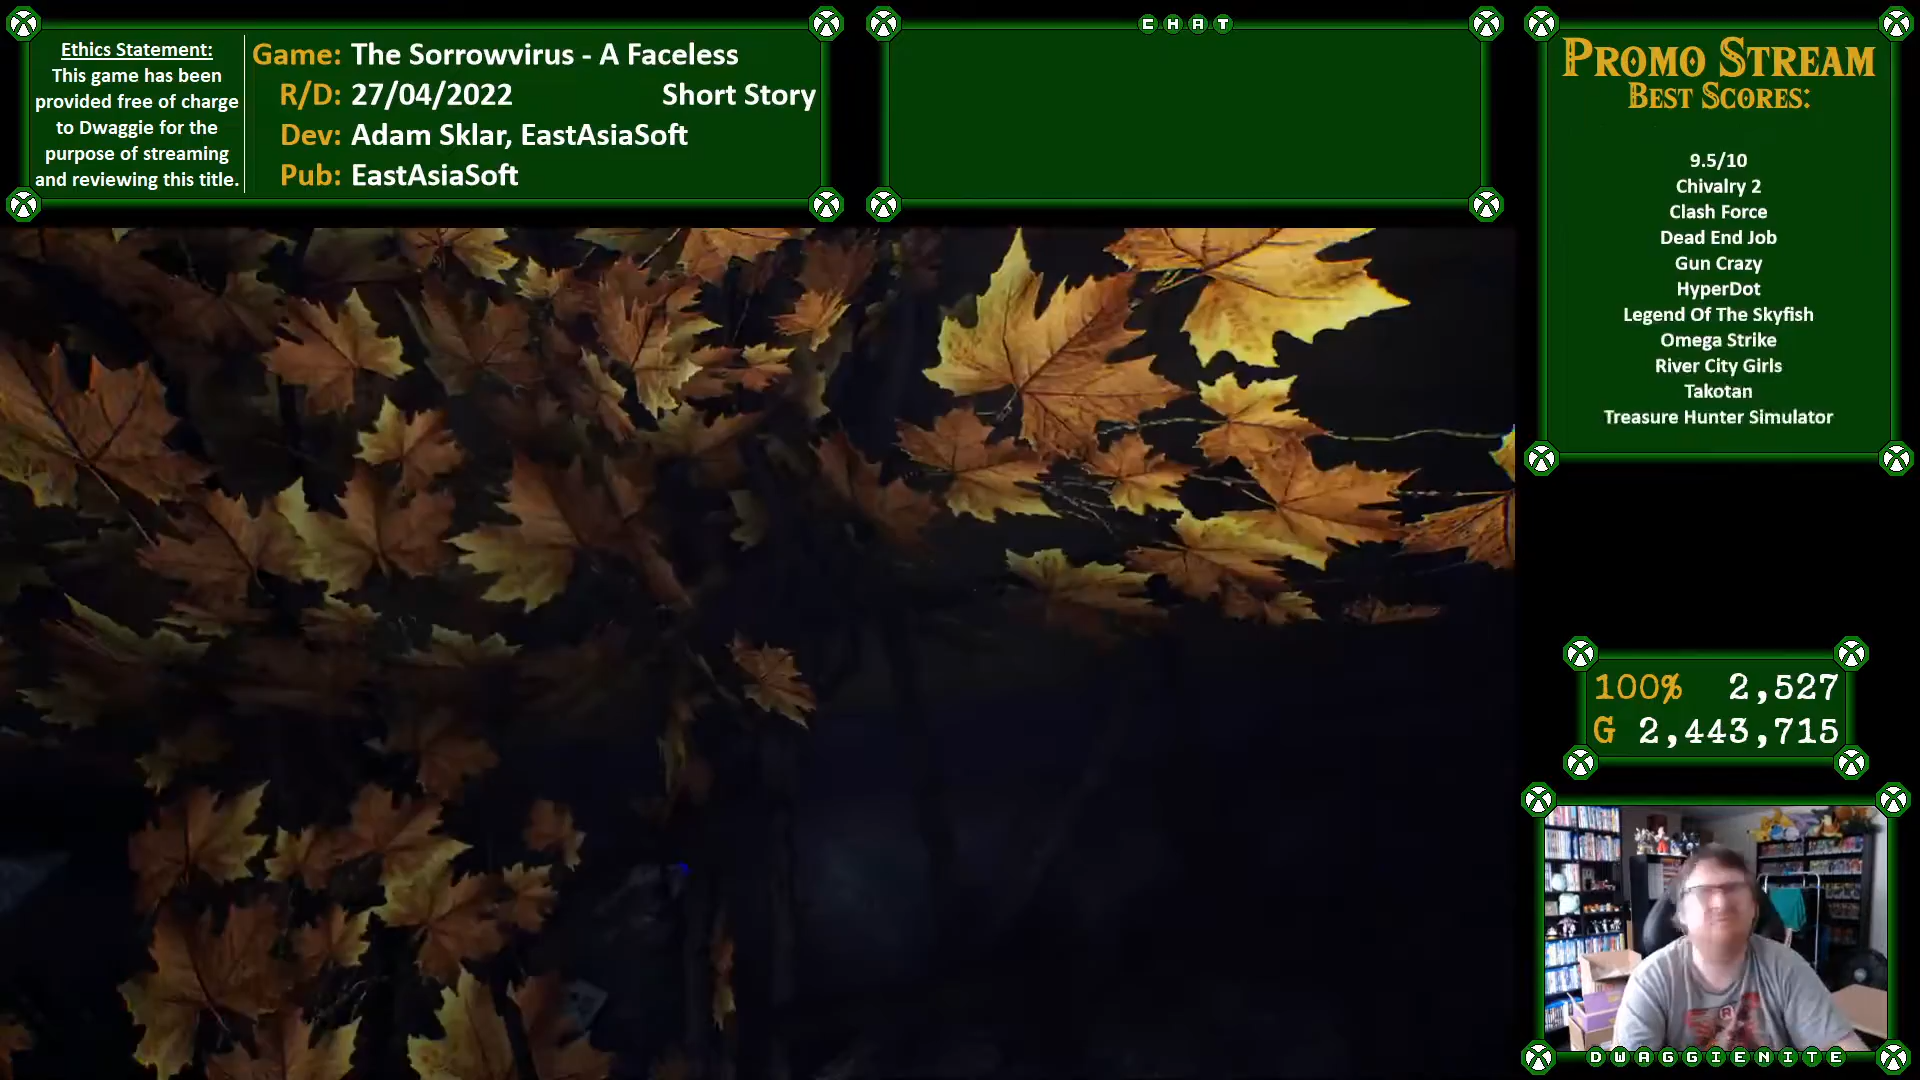 Ethics Statement:
This game has been
provided free of charge
to Dwaggie for the
purpose of streaming
and reviewing this title.
Game: The Sorrowvirus - A Faceless
R/D: 27/04/2022 Short Story
Dev: Adam Sklar, EastAsiaSoft
Pub: EastAsiaSoft
CHAT
PROMO STREAM
BEST SCORES:
9.5/10
Chivalry 2
Clash Force
Dead End Job
Gun Crazy
HyperDot
Legend Of The Skyfish
Omega Strike
River City Girls
Takotan
Treasure Hunter Simulator
100% 2,527
G 2,443,715
DWAGGIENITE